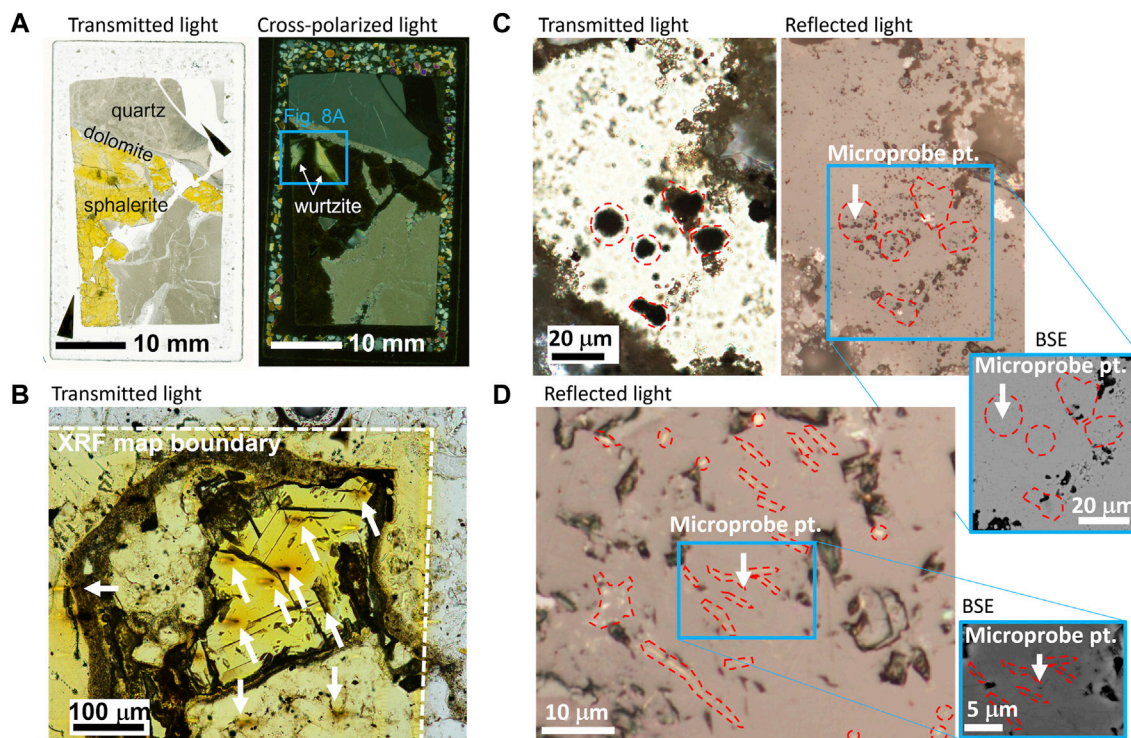 A
Transmitted light
Cross-polarized light
quartz
dolomite
sphalerite
10 mm
Fig. 8A
wurtzite
10 mm
B
Transmitted light
XRF map boundary
100 μm
C
Transmitted light
Reflected light
20 μm
Microprobe pt.
BSE
Microprobe pt.
20 μm
D
Reflected light
Microprobe pt.
10 μm
BSE
Microprobe pt.
5 μm